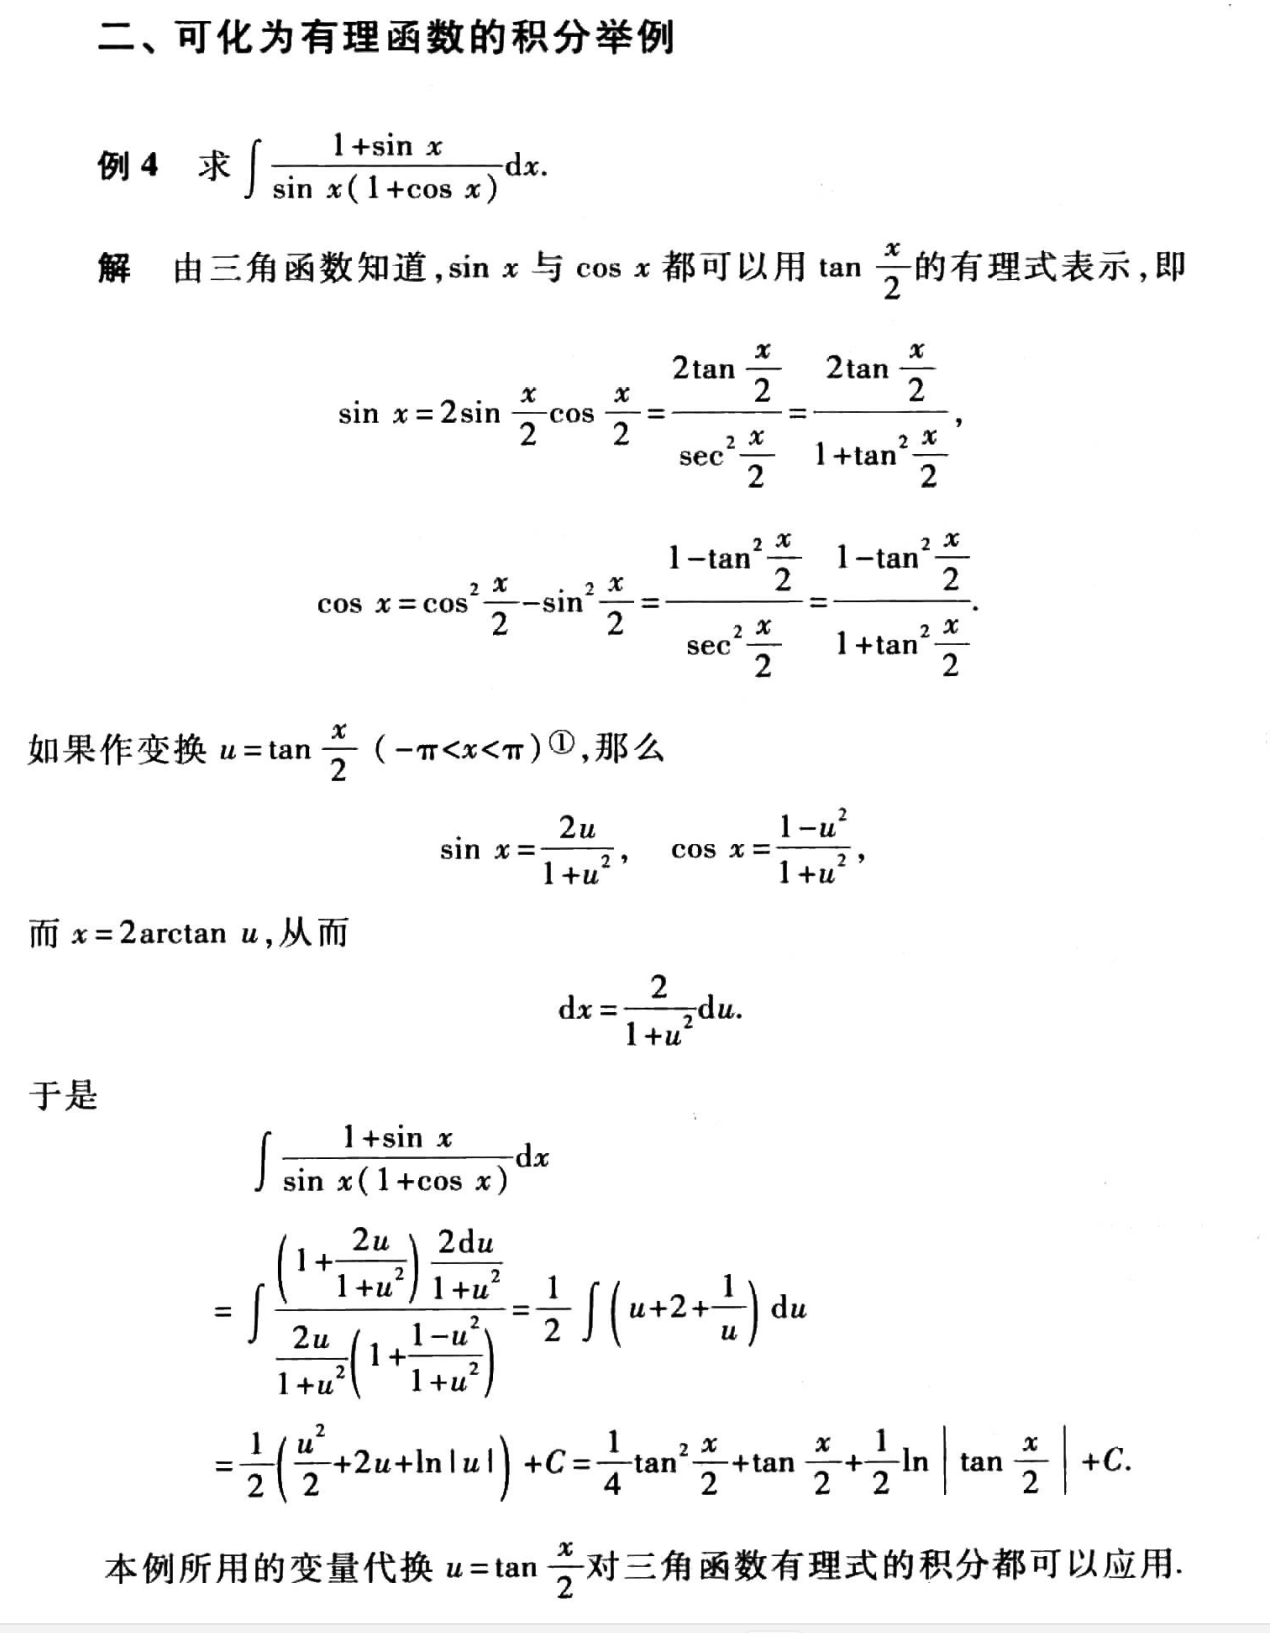 二、可化为有理函数的积分举例
例 4 求 $\int \frac{1+\sin x}{\sin x(1+\cos x)}\mathrm{d}x.$
解 由三角函数知道,sin x 与 cos x 都可以用 tan $\frac{x}{2}$ 的有理式表示,即
$\sin x=2\sin \frac{x}{2}\cos \frac{x}{2}=\frac{2\tan \frac{x}{2}}{\sec^2 \frac{x}{2}}=\frac{2\tan \frac{x}{2}}{1+\tan^2 \frac{x}{2}},$
$\cos x=\cos^2 \frac{x}{2}-\sin^2 \frac{x}{2}=\frac{1-\tan^2 \frac{x}{2}}{\sec^2 \frac{x}{2}}=\frac{1-\tan^2 \frac{x}{2}}{1+\tan^2 \frac{x}{2}}.$
如果作变换 $u=\tan \frac{x}{2}$ $(-\pi<x<\pi)$①,那么
$\sin x=\frac{2u}{1+u^2},\quad \cos x=\frac{1-u^2}{1+u^2},$
而 x=2arctan u,从而
$\mathrm{d}x=\frac{2}{1+u^2}\mathrm{d}u.$
于是
$\int \frac{1+\sin x}{\sin x(1+\cos x)}\mathrm{d}x$
$=\int \frac{\left(1+\frac{2u}{1+u^2}\right)\frac{2\mathrm{d}u}{1+u^2}}{\frac{2u}{1+u^2}\left(1+\frac{1-u^2}{1+u^2}\right)}=\frac{1}{2}\int \left(u+2+\frac{1}{u}\right)\mathrm{d}u$
$=\frac{1}{2}\left(\frac{u^2}{2}+2u+\ln|u|\right)+C=\frac{1}{4}\tan^2 \frac{x}{2}+\tan \frac{x}{2}+\frac{1}{2}\ln\left|\tan \frac{x}{2}\right|+C.$
本例所用的变量代换 $u=\tan \frac{x}{2}$ 对三角函数有理式的积分都可以应用.